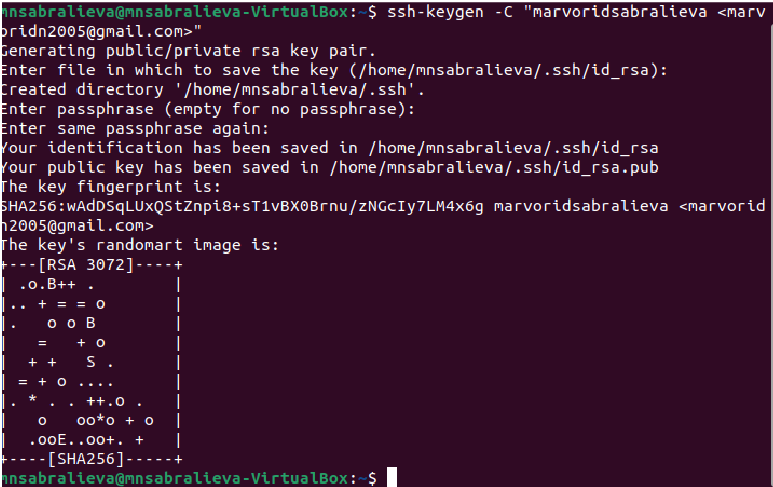 mnsabralieva@mnsabralieva-VirtualBox:~$ ssh-keygen -C "marvoridsabralieva <marv
oridn2005@gmail.com>"
Generating public/private rsa key pair.
Enter file in which to save the key (/home/mnsabralieva/.ssh/id_rsa):
Created directory '/home/mnsabralieva/.ssh'.
Enter passphrase (empty for no passphrase):
Enter same passphrase again:
Your identification has been saved in /home/mnsabralieva/.ssh/id_rsa
Your public key has been saved in /home/mnsabralieva/.ssh/id_rsa.pub
The key fingerprint is:
SHA256:wAdDSqLUxQStZnpi8+sT1vBX0Brnu/zNGcIy7LM4x6g marvoridsabralieva <marvorid
n2005@gmail.com>
The key's randomart image is:
+---[RSA 3072]----+
| .o.B++ .        |
|.. + = = o       |
|.   o o B        |
|   =   + o       |
|  + +   S .      |
| = + o ....      |
|. * . . ++.o .   |
|   o   oo*o + o  |
|  .ooE..oo+. +   |
+----[SHA256]-----+
mnsabralieva@mnsabralieva-VirtualBox:~$